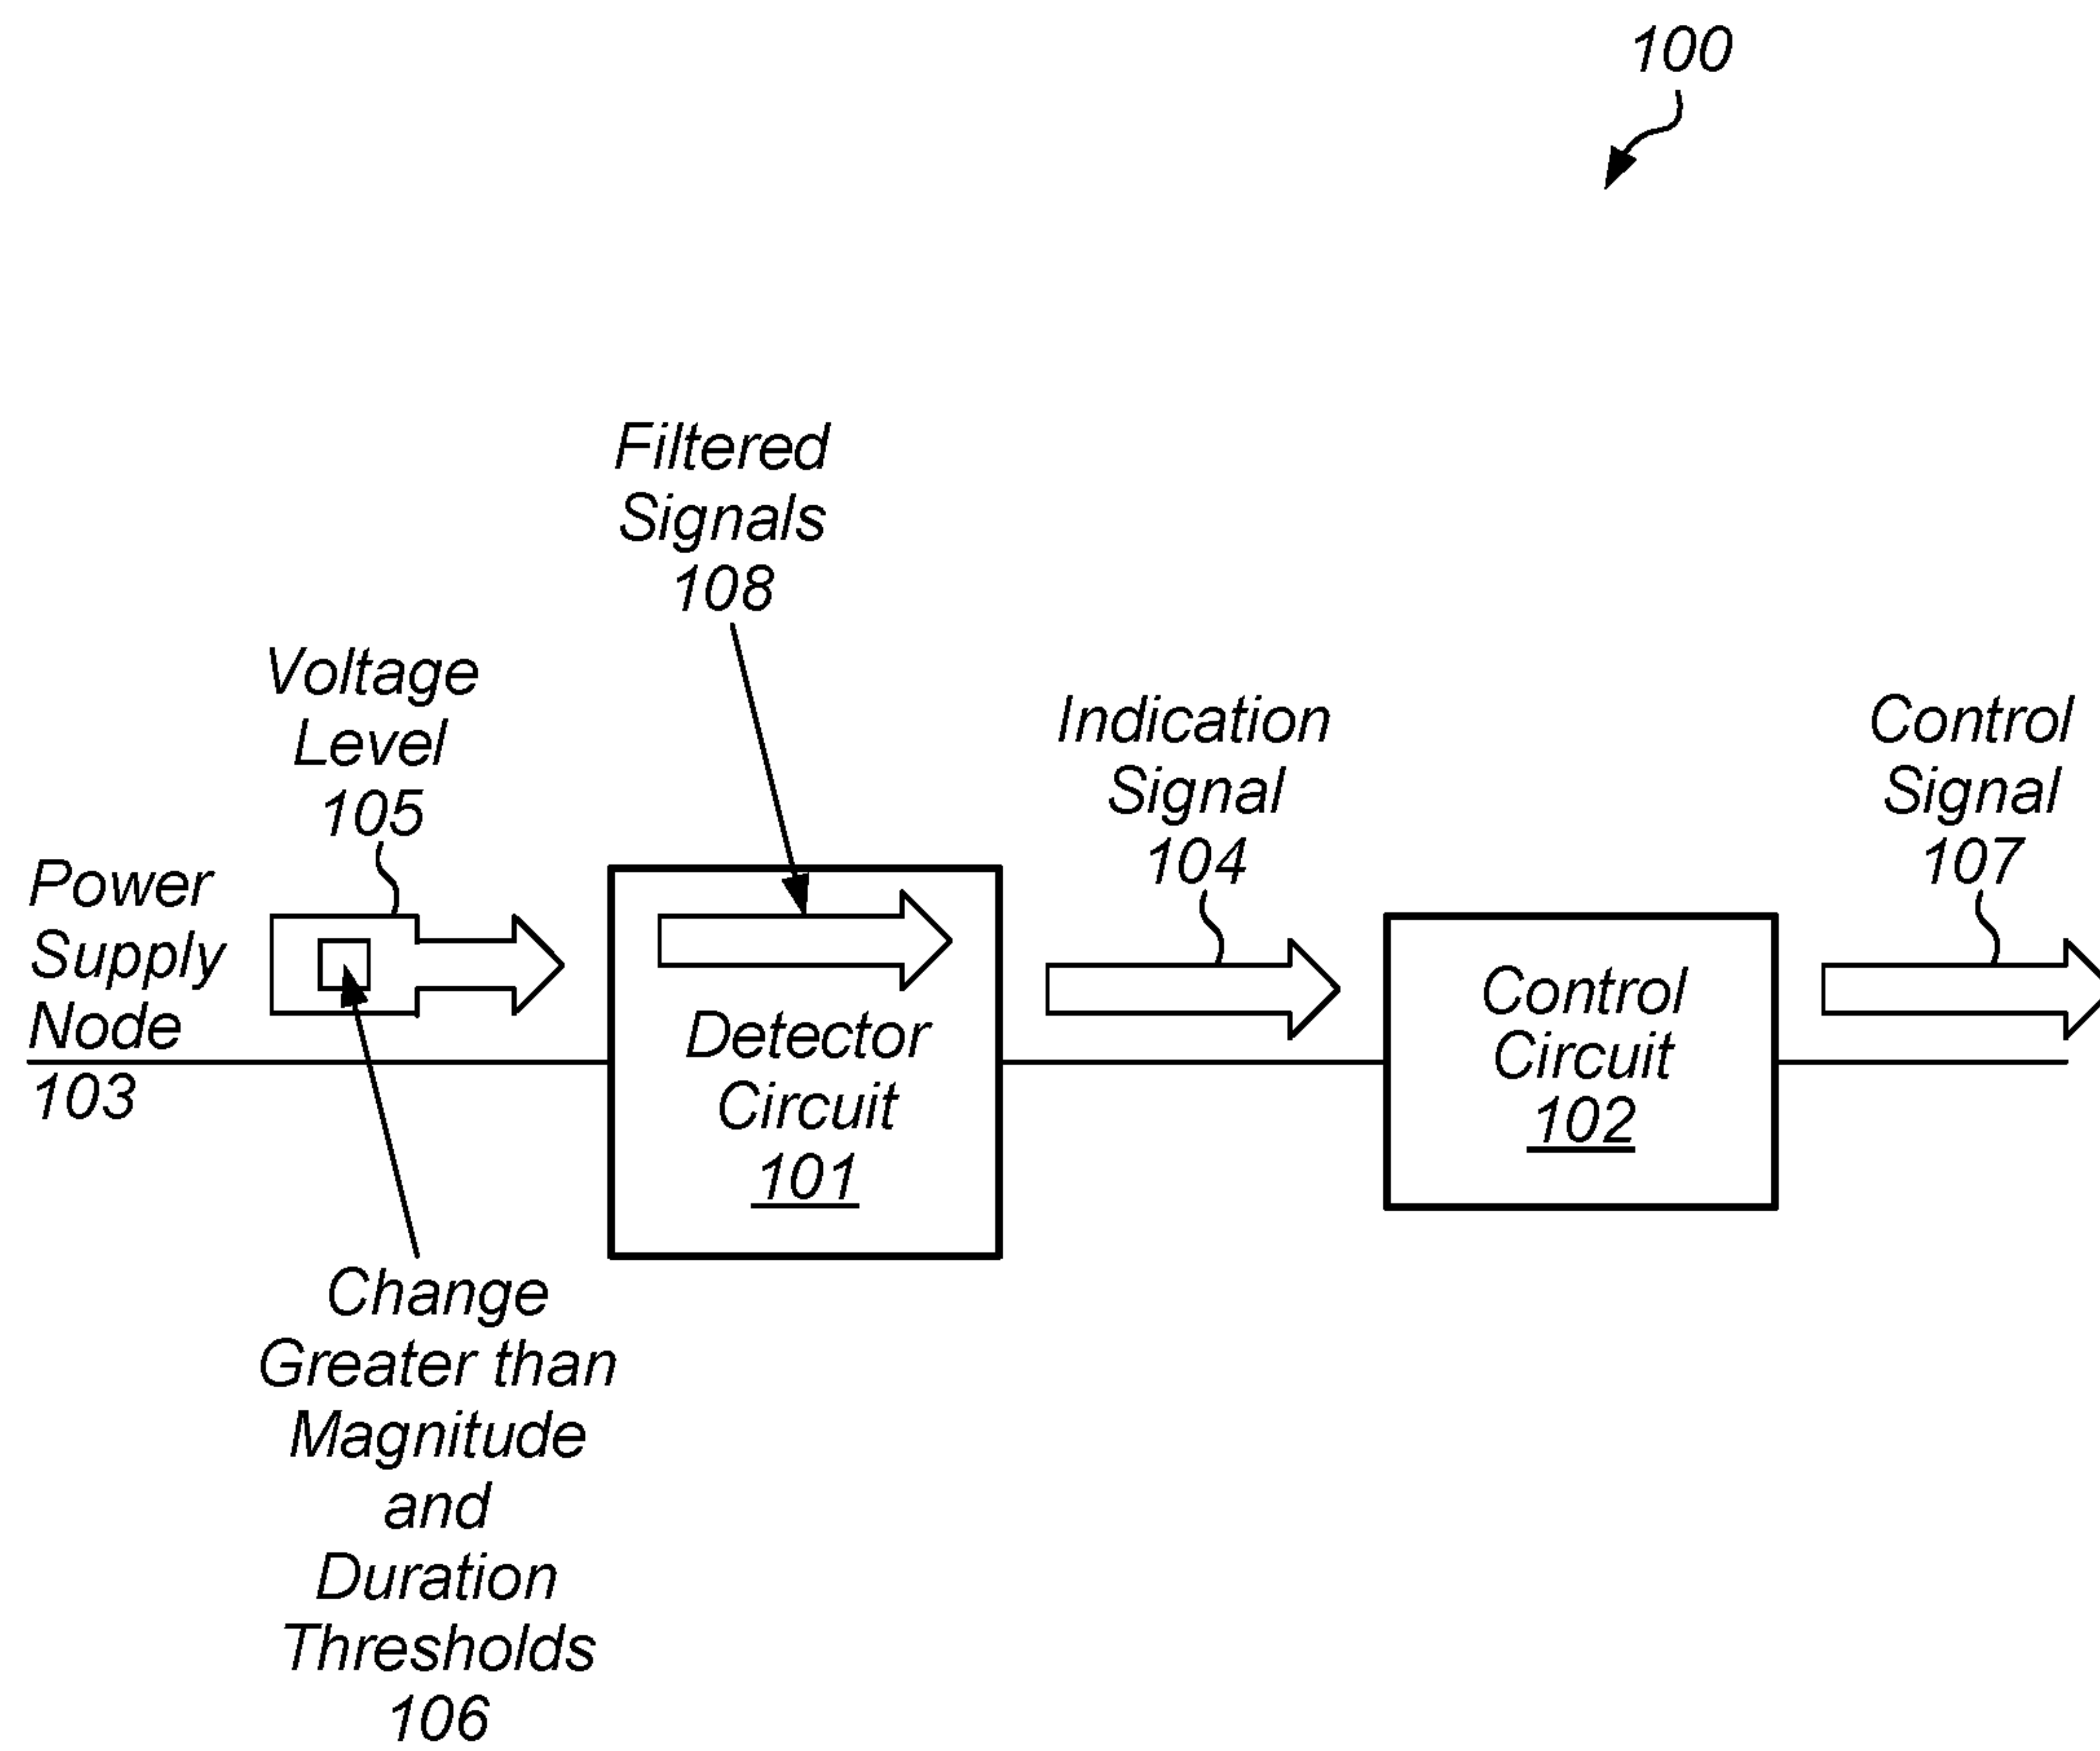 100
Filtered
Signals
108
Voltage
Level
105
Indication
Signal
104
Control
Signal
107
Power
Supply
Node
103
Detector
Circuit
101
Control
Circuit
102
Change
Greater than
Magnitude
and
Duration
Thresholds
106